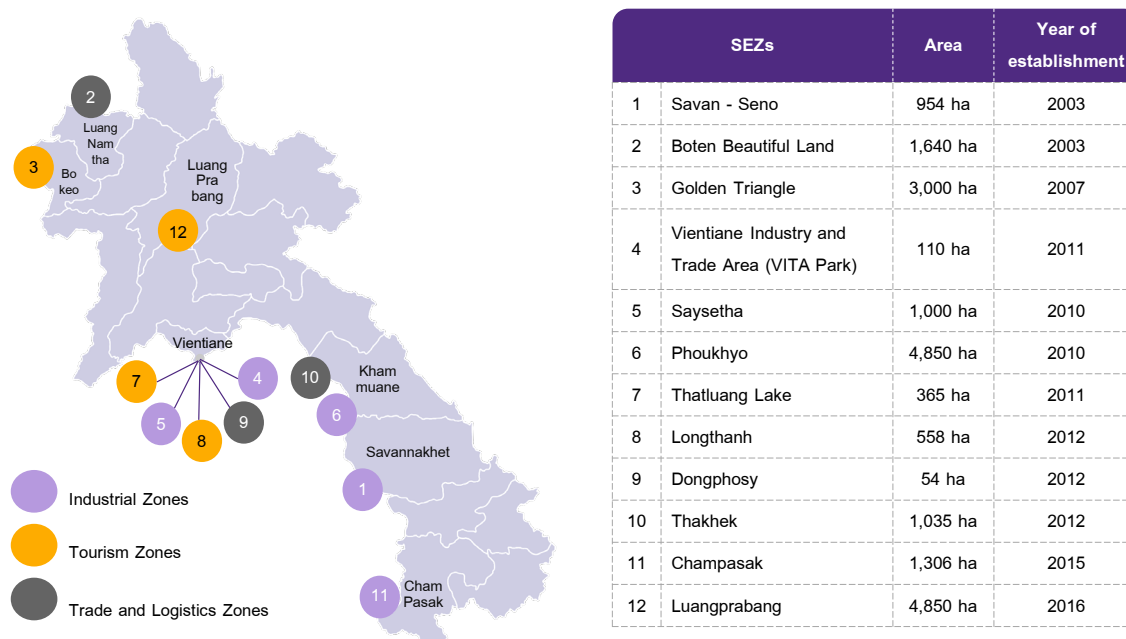 2
Luang
Nam
tha
3
Bo
keo
Luang
Pra
bang
12
Vientiane
7
4
5
9
8
10
Kham
muane
6
Savannakhet
1
11
Cham
Pasak
Industrial Zones
Tourism Zones
Trade and Logistics Zones
SEZs Area Year of
establishment
1 Savan - Seno 954 ha 2003
2 Boten Beautiful Land 1,640 ha 2003
3 Golden Triangle 3,000 ha 2007
4 Vientiane Industry and
Trade Area (VITA Park) 110 ha 2011
5 Saysetha 1,000 ha 2010
6 Phoukhyo 4,850 ha 2010
7 Thatluang Lake 365 ha 2011
8 Longthanh 558 ha 2012
9 Dongphosy 54 ha 2012
10 Thakhek 1,035 ha 2012
11 Champasak 1,306 ha 2015
12 Luangprabang 4,850 ha 2016